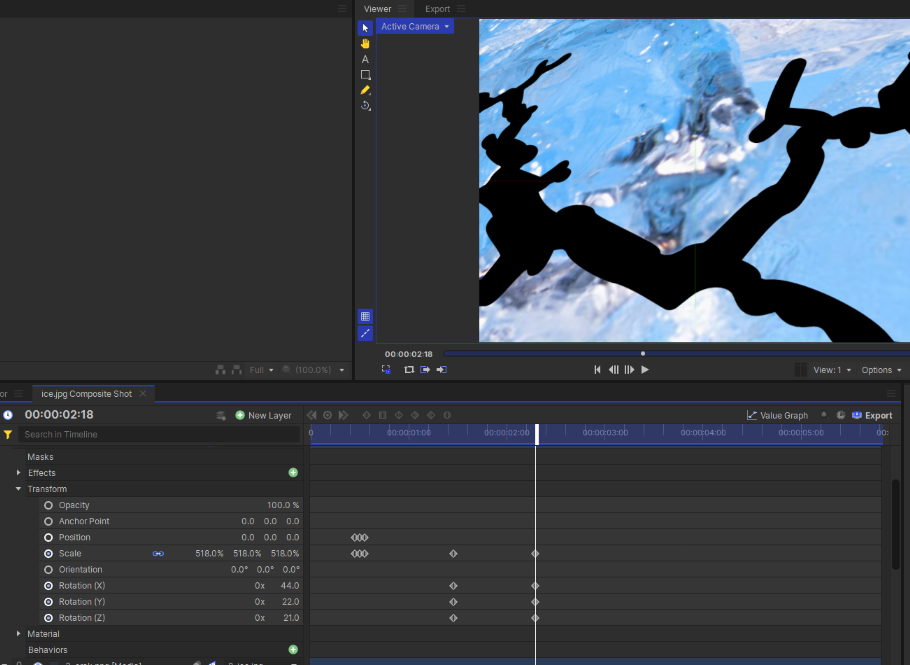 Viewer Export
Active Camera
A
00:00:02:18
Full (100.0%)
View: 1 Options
or ice.jpg Composite Shot
00:00:02:18 New Layer Value Graph Export
Search in Timeline
0 00:00:01:00 00:00:02:00 00:00:03:00 00:00:04:00 00:00:05:00 00:
Masks
Effects
Transform
Opacity 100.0 %
Anchor Point 0.0 0.0 0.0
Position 0.0 0.0 0.0
Scale 518.0% 518.0% 518.0%
Orientation 0.0° 0.0° 0.0°
Rotation (X) 0x 44.0
Rotation (Y) 0x 22.0
Rotation (Z) 0x 21.0
Material
Behaviors